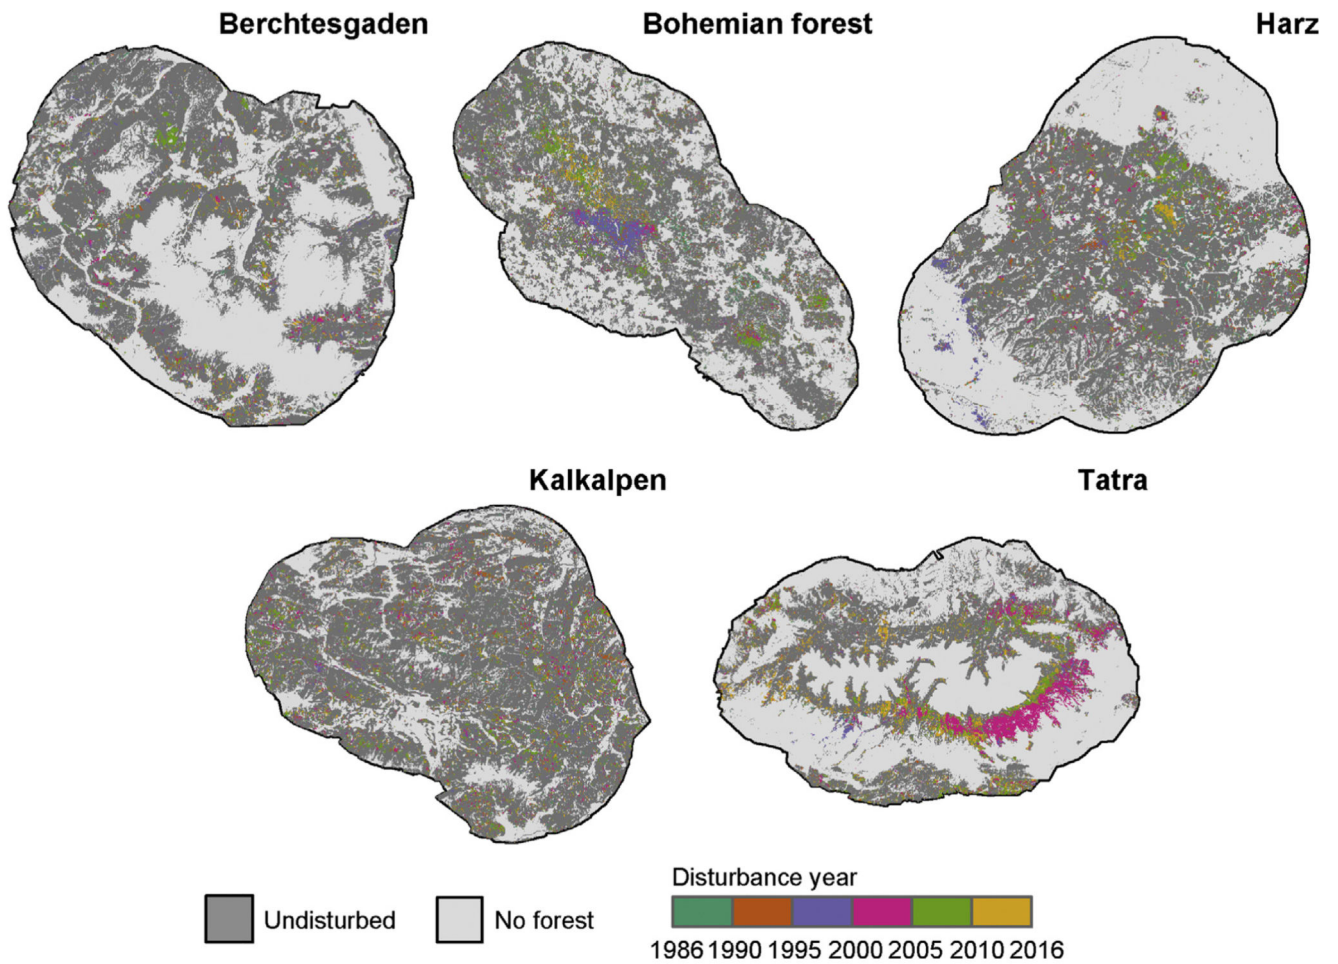 Berchtesgaden
Bohemian forest
Harz
Kalkalpen
Tatra
Disturbance year
Undisturbed
No forest
1986 1990 1995 2000 2005 2010 2016